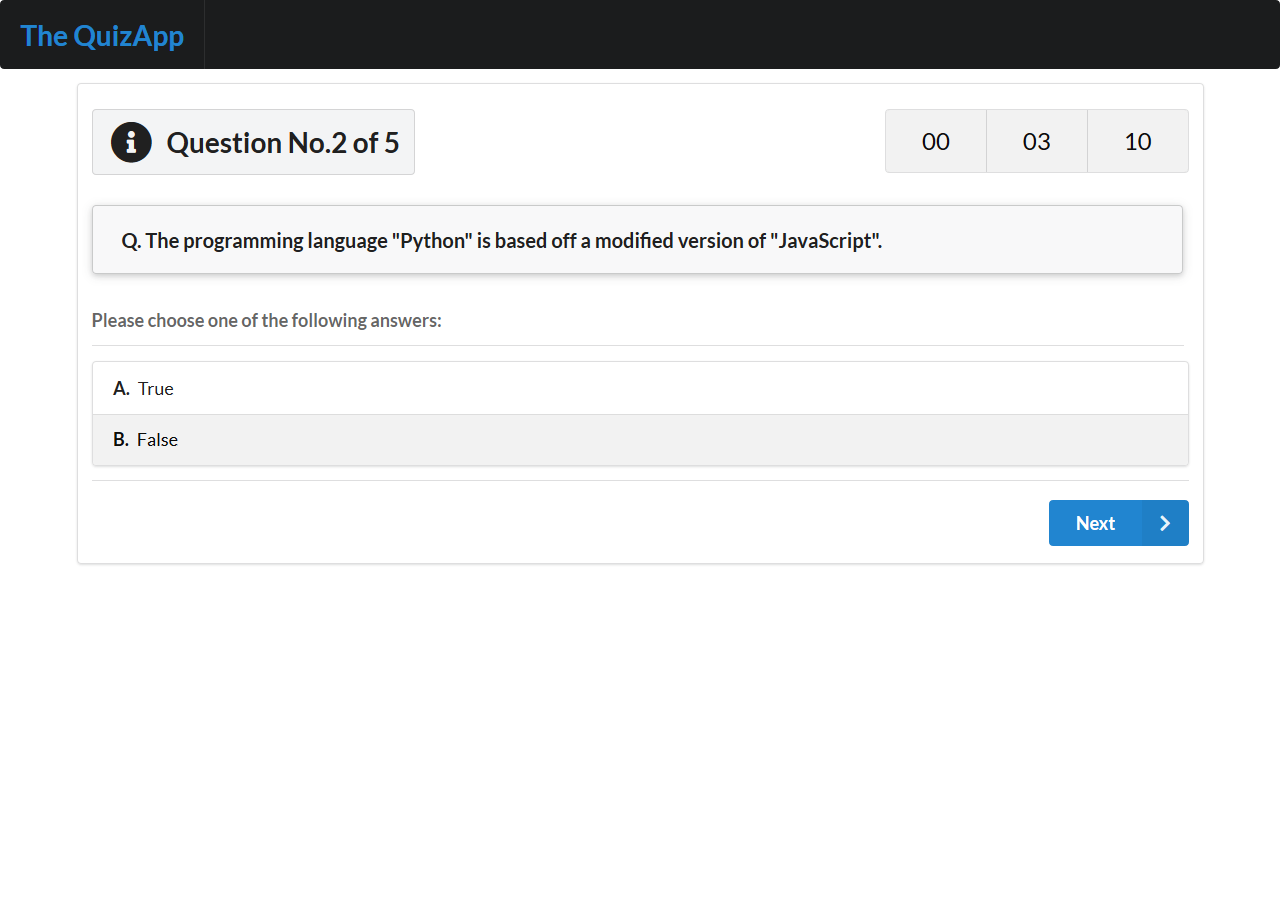 The QuizApp
Question No.2 of 5
00 03 10
Q. The programming language "Python" is based off a modified version of "JavaScript".
Please choose one of the following answers:
A. True
B. False
Next